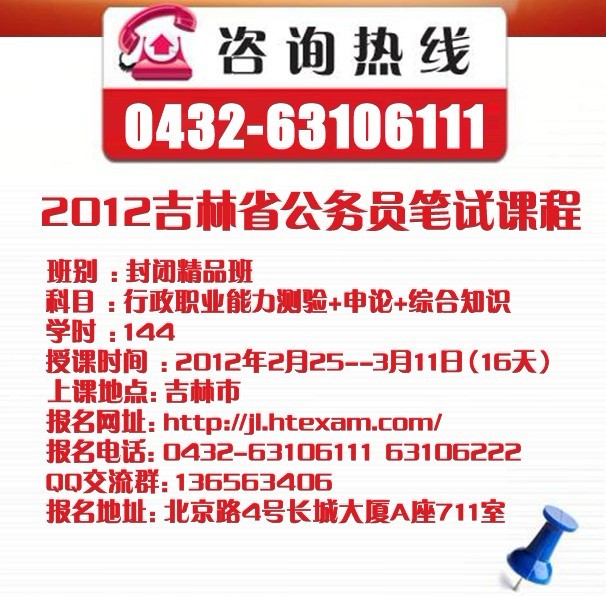 咨询热线
0432-63106111
2012吉林省公务员笔试课程
班别 : 封闭精品班
科目 : 行政职业能力测验+申论+综合知识
学时 : 144
授课时间 : 2012年2月25--3月11日(16天)
上课地点: 吉林市
报名网址: http://jl.htexam.com/
报名电话: 0432-63106111 63106222
QQ交流群: 136563406
报名地址: 北京路4号长城大厦A座711室